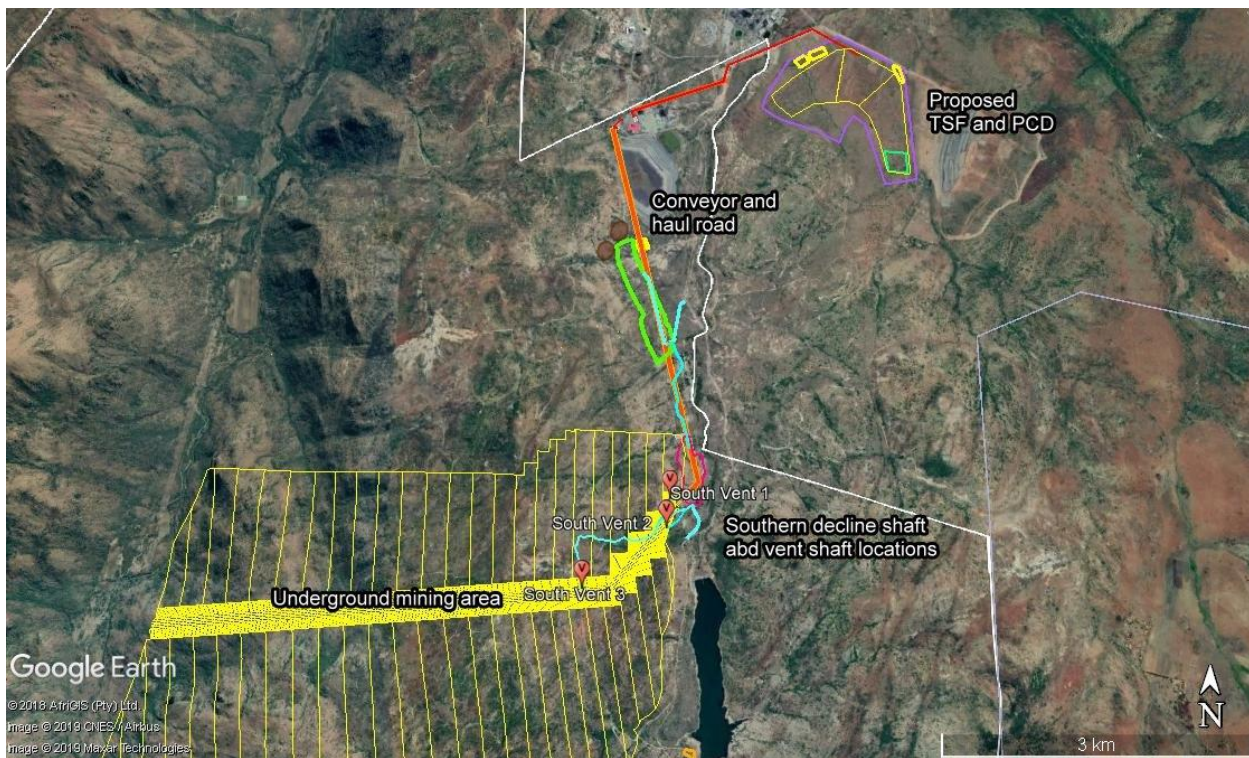 Proposed
TSF and PCD
Conveyor and
haul road
South Vent 1
South Vent 2
Southern decline shaft
abd vent shaft locations
South Vent 3
Underground mining area
Google Earth
© 2018 AfriGIS (Pty) Ltd.
Image © 2019 CNES / Airbus
Image © 2019 Maxar Technologies
N
3 km